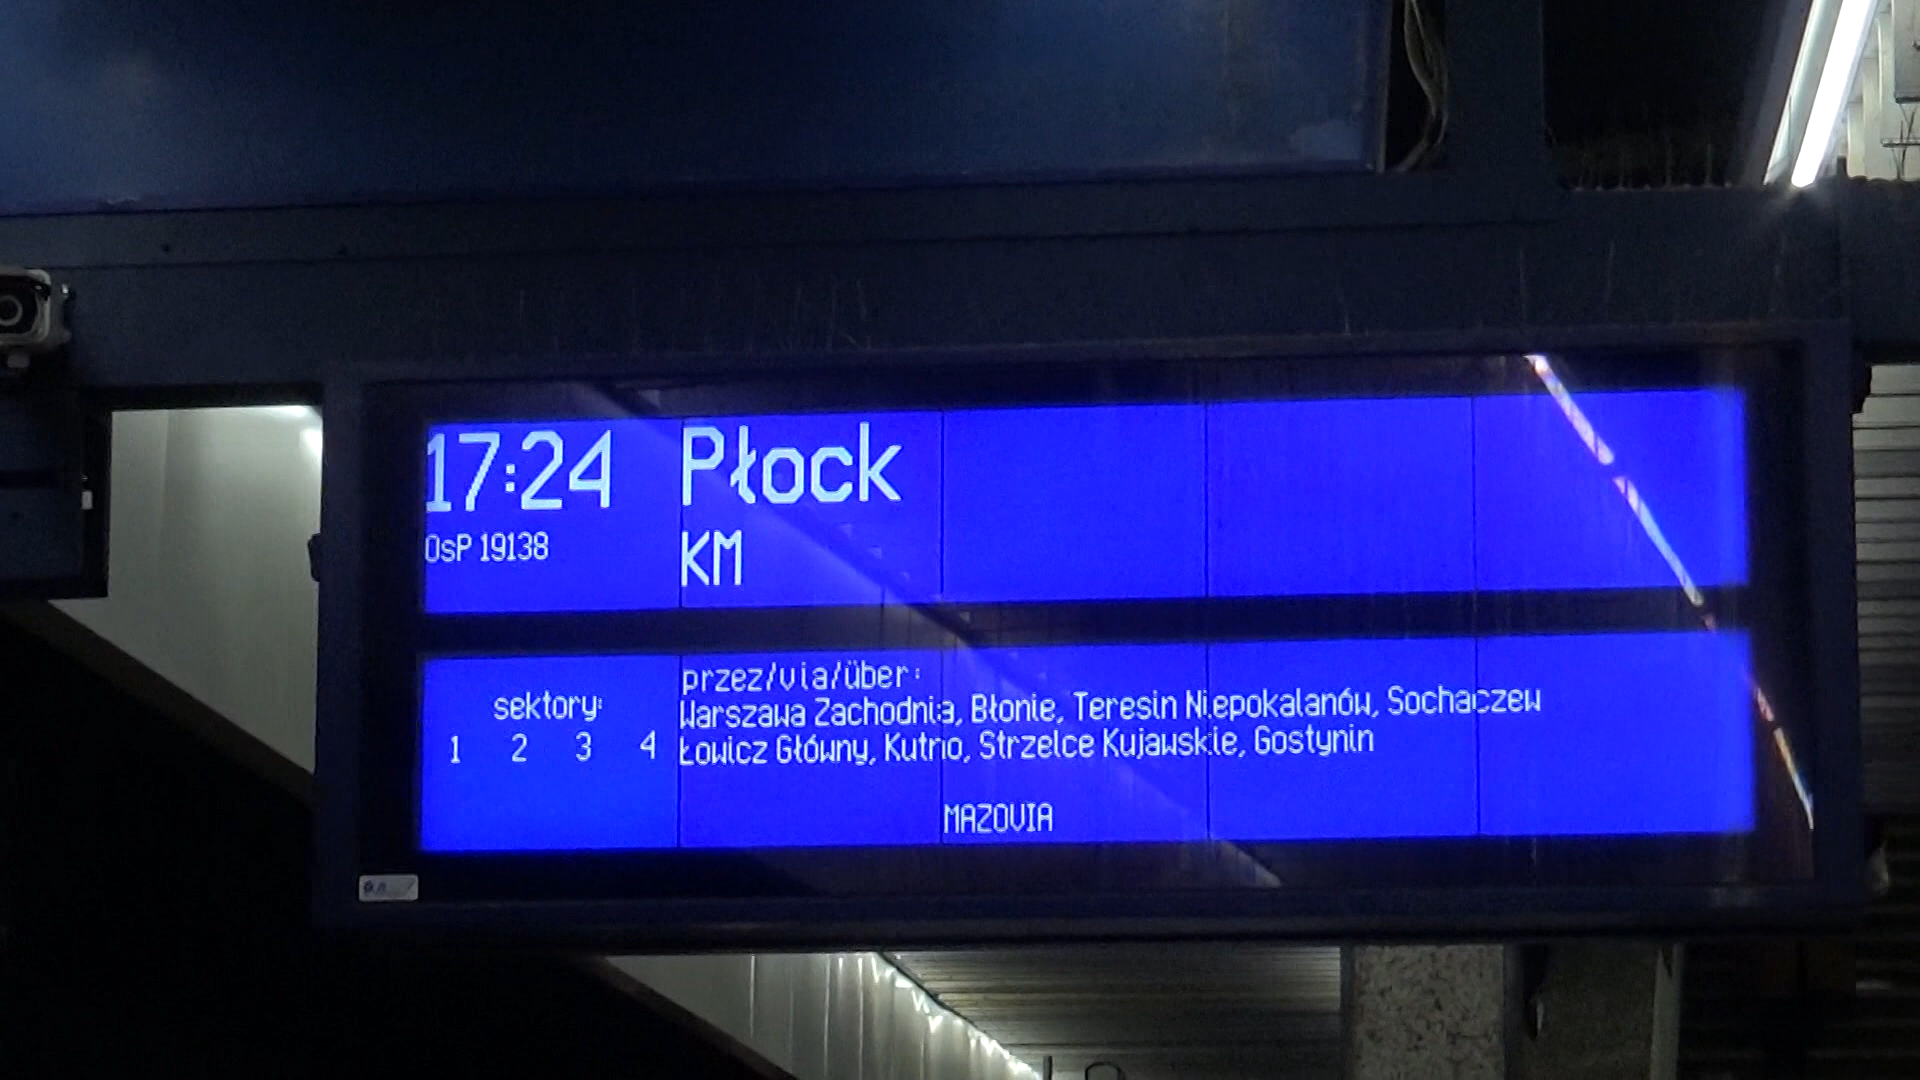 17:24 Płock
OsP 19138 KM
przez/via/über:
sektory: Warszawa Zachodnia, Błonie, Teresin Niepokalanów, Sochaczew
1 2 3 4 Łowicz Główny, Kutno, Strzelce Kujawskie, Gostynin
MAZOVIA